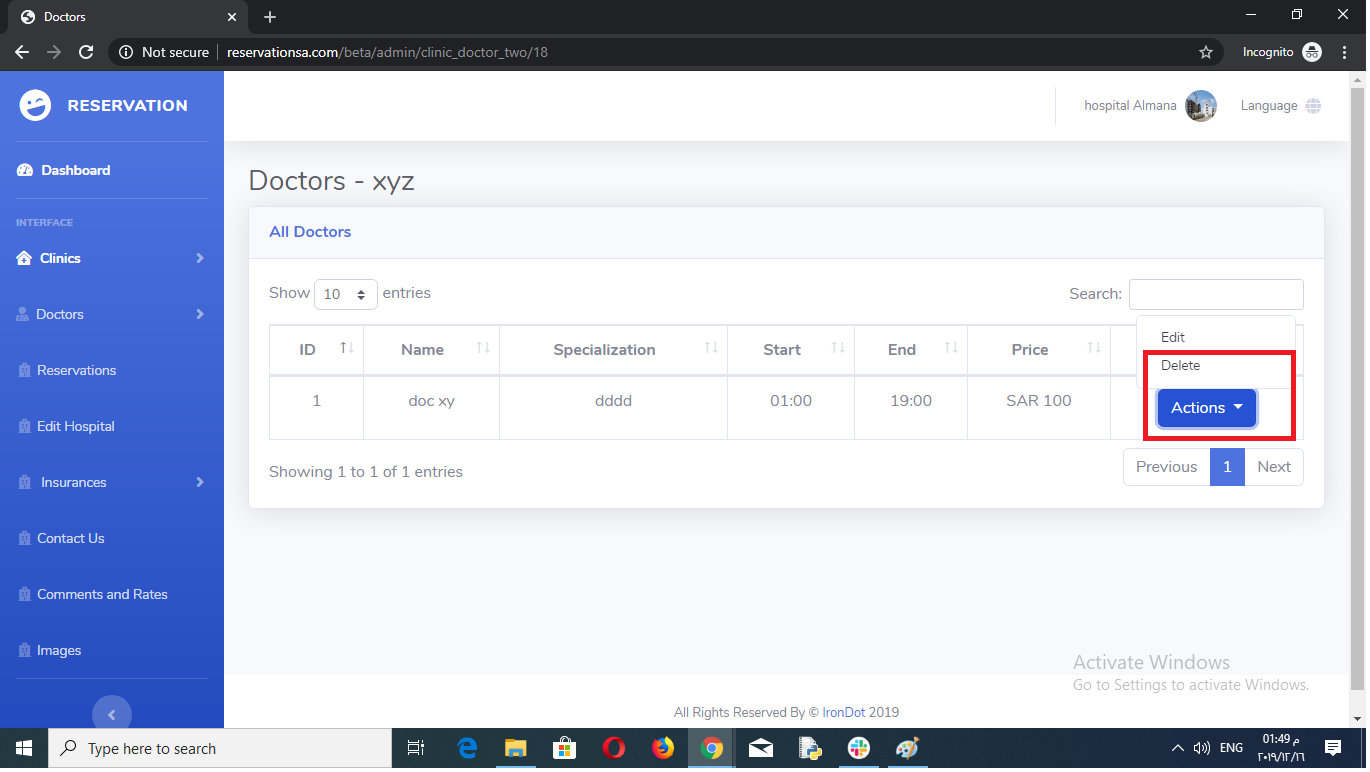 Doctors
Not secure
reservationsa.com/beta/admin/clinic_doctor_two/18
Incognito
RESERVATION
hospital Almana
Language
Dashboard
INTERFACE
Clinics
Doctors
Reservations
Edit Hospital
Insurances
Contact Us
Comments and Rates
Images
Doctors - xyz
All Doctors
Show 10 entries
Search:
Edit
Delete
ID Name Specialization Start End Price
1 doc xy dddd 01:00 19:00 SAR 100
Actions
Showing 1 to 1 of 1 entries
Previous 1 Next
Activate Windows
Go to Settings to activate Windows.
All Rights Reserved By © IronDot 2019
Type here to search
ENG
01:49 م
٢٠١٩/١٢/١٦